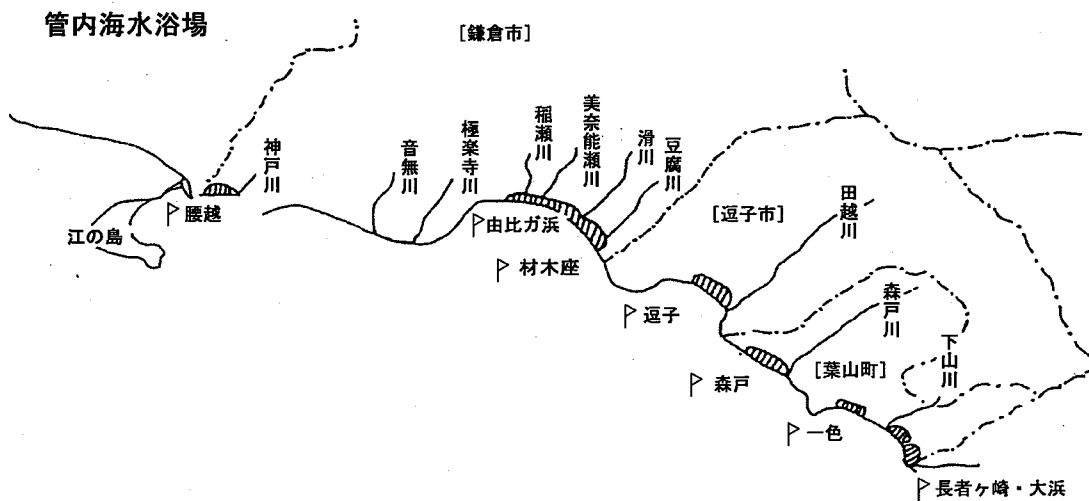 管内海水浴場
[鎌倉市]
神戸川
音無川
極楽寺川
稲瀬川
美奈能瀬川
滑川
豆腐川
腰越
江の島
由比ガ浜
材木座
[逗子市]
田越川
逗子
森戸川
森戸
[葉山町]
下山川
一色
長者ヶ崎・大浜